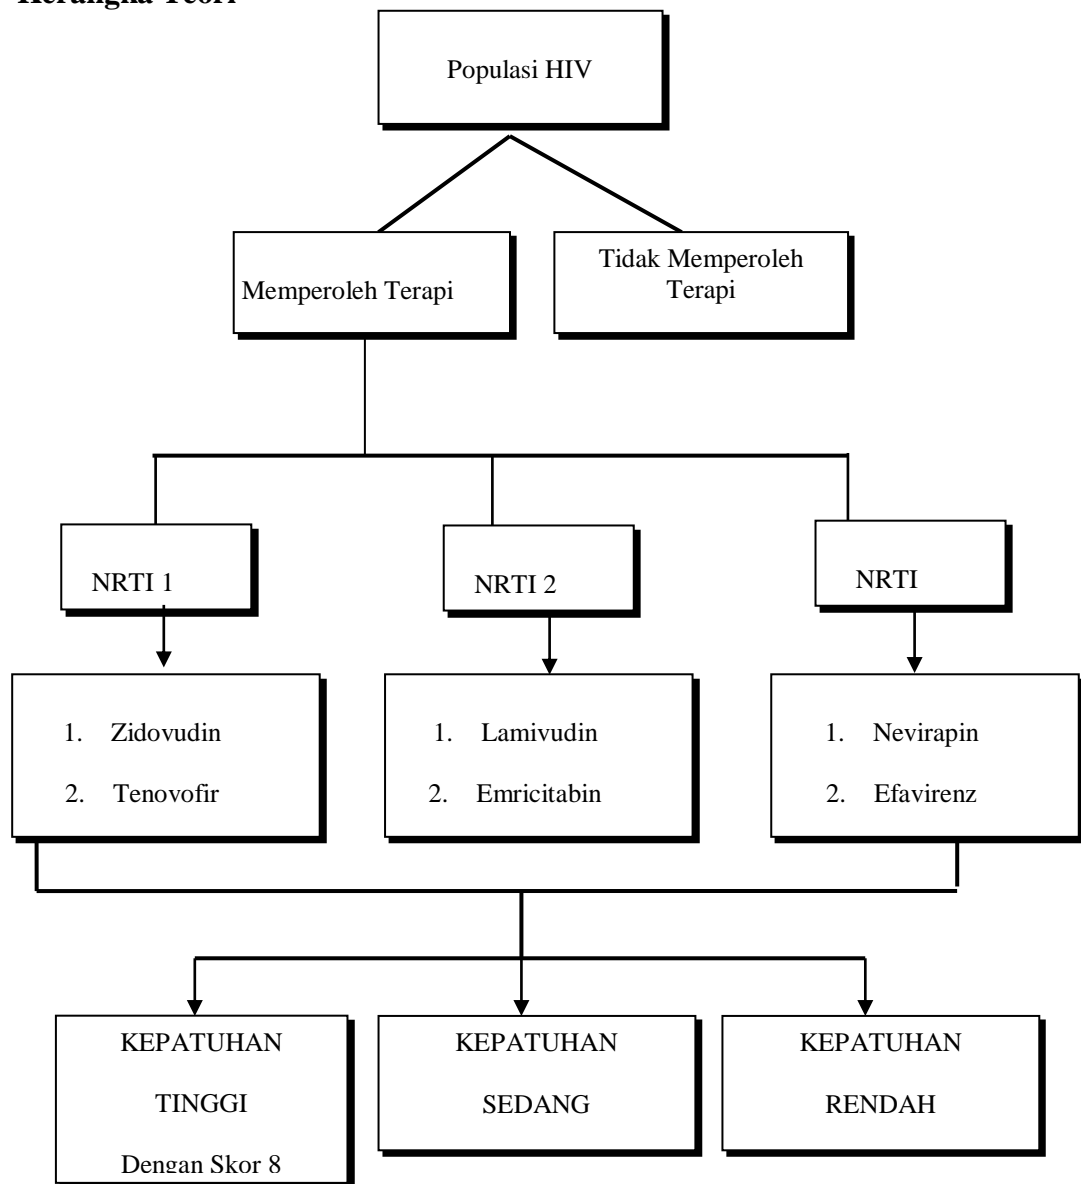 Kerangka Teori
Populasi HIV
Memperoleh Terapi
Tidak Memperoleh
Terapi
NRTI 1
NRTI 2
NRTI
1. Zidovudin
2. Tenovofir
1. Lamivudin
2. Emricitabin
1. Nevirapin
2. Efavirenz
KEPATUHAN
TINGGI
Dengan Skor 8
KEPATUHAN
SEDANG
KEPATUHAN
RENDAH